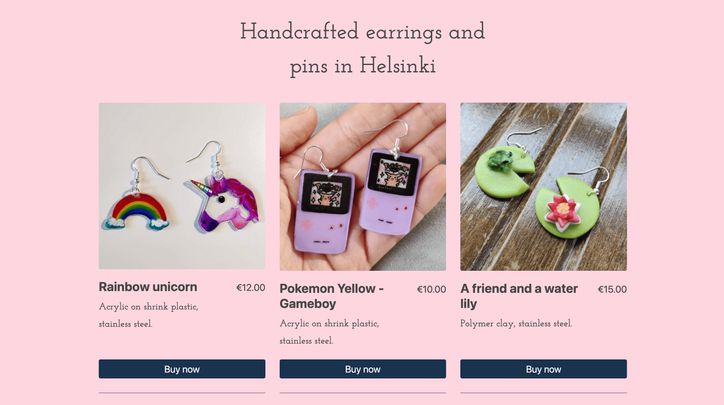 Handcrafted earrings and
pins in Helsinki
Rainbow unicorn €12.00
Acrylic on shrink plastic,
stainless steel.
Buy now
Pokemon Yellow - €10.00
Gameboy
Acrylic on shrink plastic,
stainless steel.
Buy now
A friend and a water €15.00
lily
Polymer clay, stainless steel.
Buy now